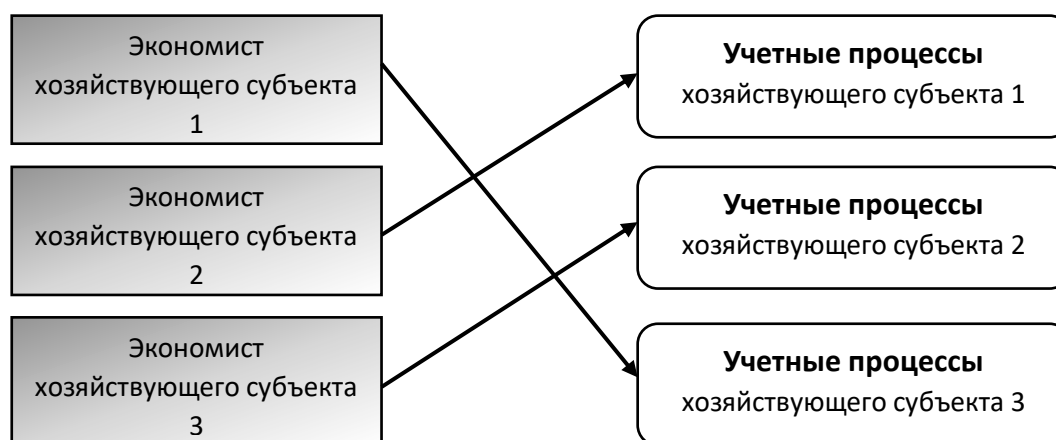 Экономист
хозяйствующего субъекта
1
Учетные процессы
хозяйствующего субъекта 1
Экономист
хозяйствующего субъекта
2
Учетные процессы
хозяйствующего субъекта 2
Экономист
хозяйствующего субъекта
3
Учетные процессы
хозяйствующего субъекта 3